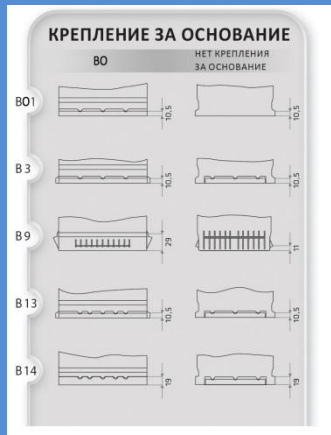 КРЕПЛЕНИЕ ЗА ОСНОВАНИЕ
ВО
НЕТ КРЕПЛЕНИЯ
ЗА ОСНОВАНИЕ
B01
10,5
10,5
B3
10,5
10,5
B9
29
11
B13
10,5
10,5
B14
19
19